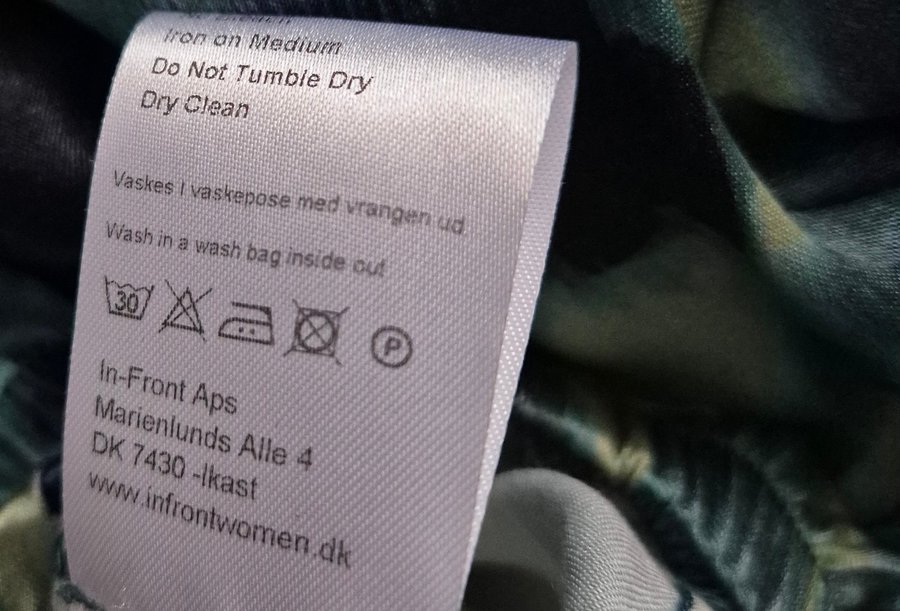 Iron on Medium
Do Not Tumble Dry
Dry Clean
Vaskes I vaskepose med vrangen ud
Wash in a wash bag inside out
30 P
In-Front Aps
Marienlunds Alle 4
DK 7430 -Ikast
www.infrontwomen.dk